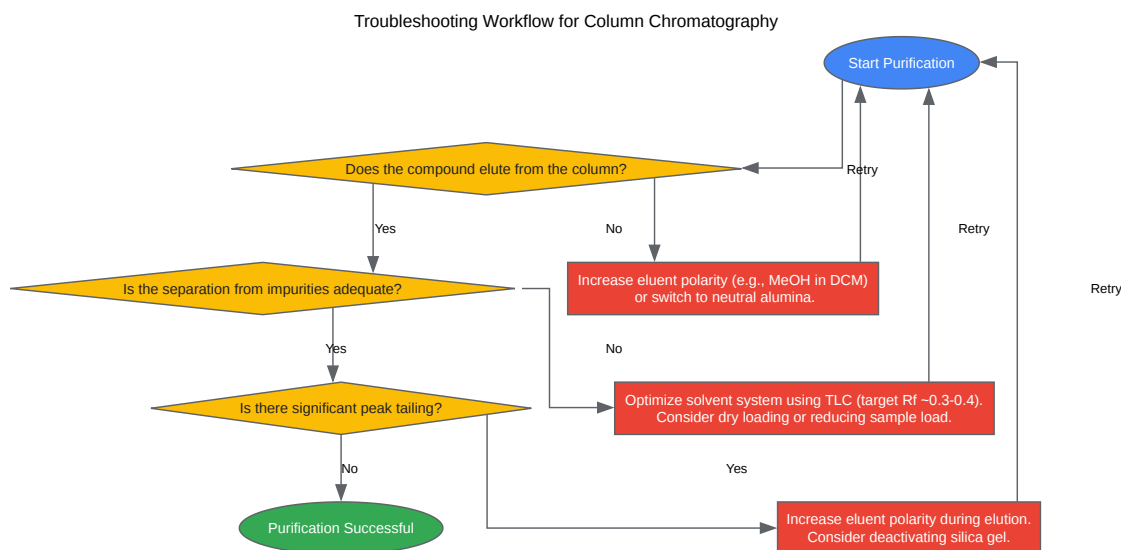 Troubleshooting Workflow for Column Chromatography
Start Purification
Does the compound elute from the column?
Retry
Yes
No
Retry
Increase eluent polarity (e.g., MeOH in DCM)
or switch to neutral alumina.
Is the separation from impurities adequate?
Retry
Yes
No
Optimize solvent system using TLC (target Rf ~0.3-0.4).
Consider dry loading or reducing sample load.
Is there significant peak tailing?
No
Yes
Purification Successful
Increase eluent polarity during elution.
Consider deactivating silica gel.